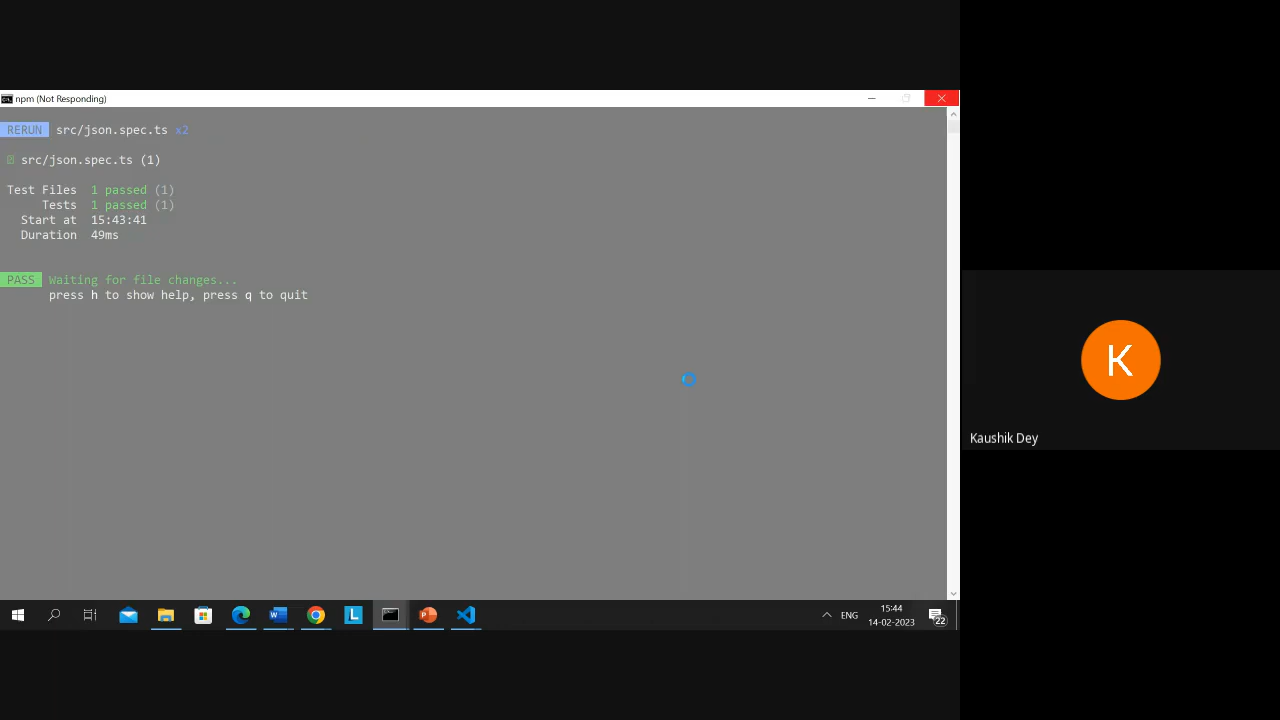 npm (Not Responding)
RERUN src/json.spec.ts x2
src/json.spec.ts (1)
Test Files 1 passed (1)
Tests 1 passed (1)
Start at 15:43:41
Duration 49ms
PASS Waiting for file changes...
press h to show help, press q to quit
K
Kaushik Dey
L
ENG
15:44
14-02-2023
22